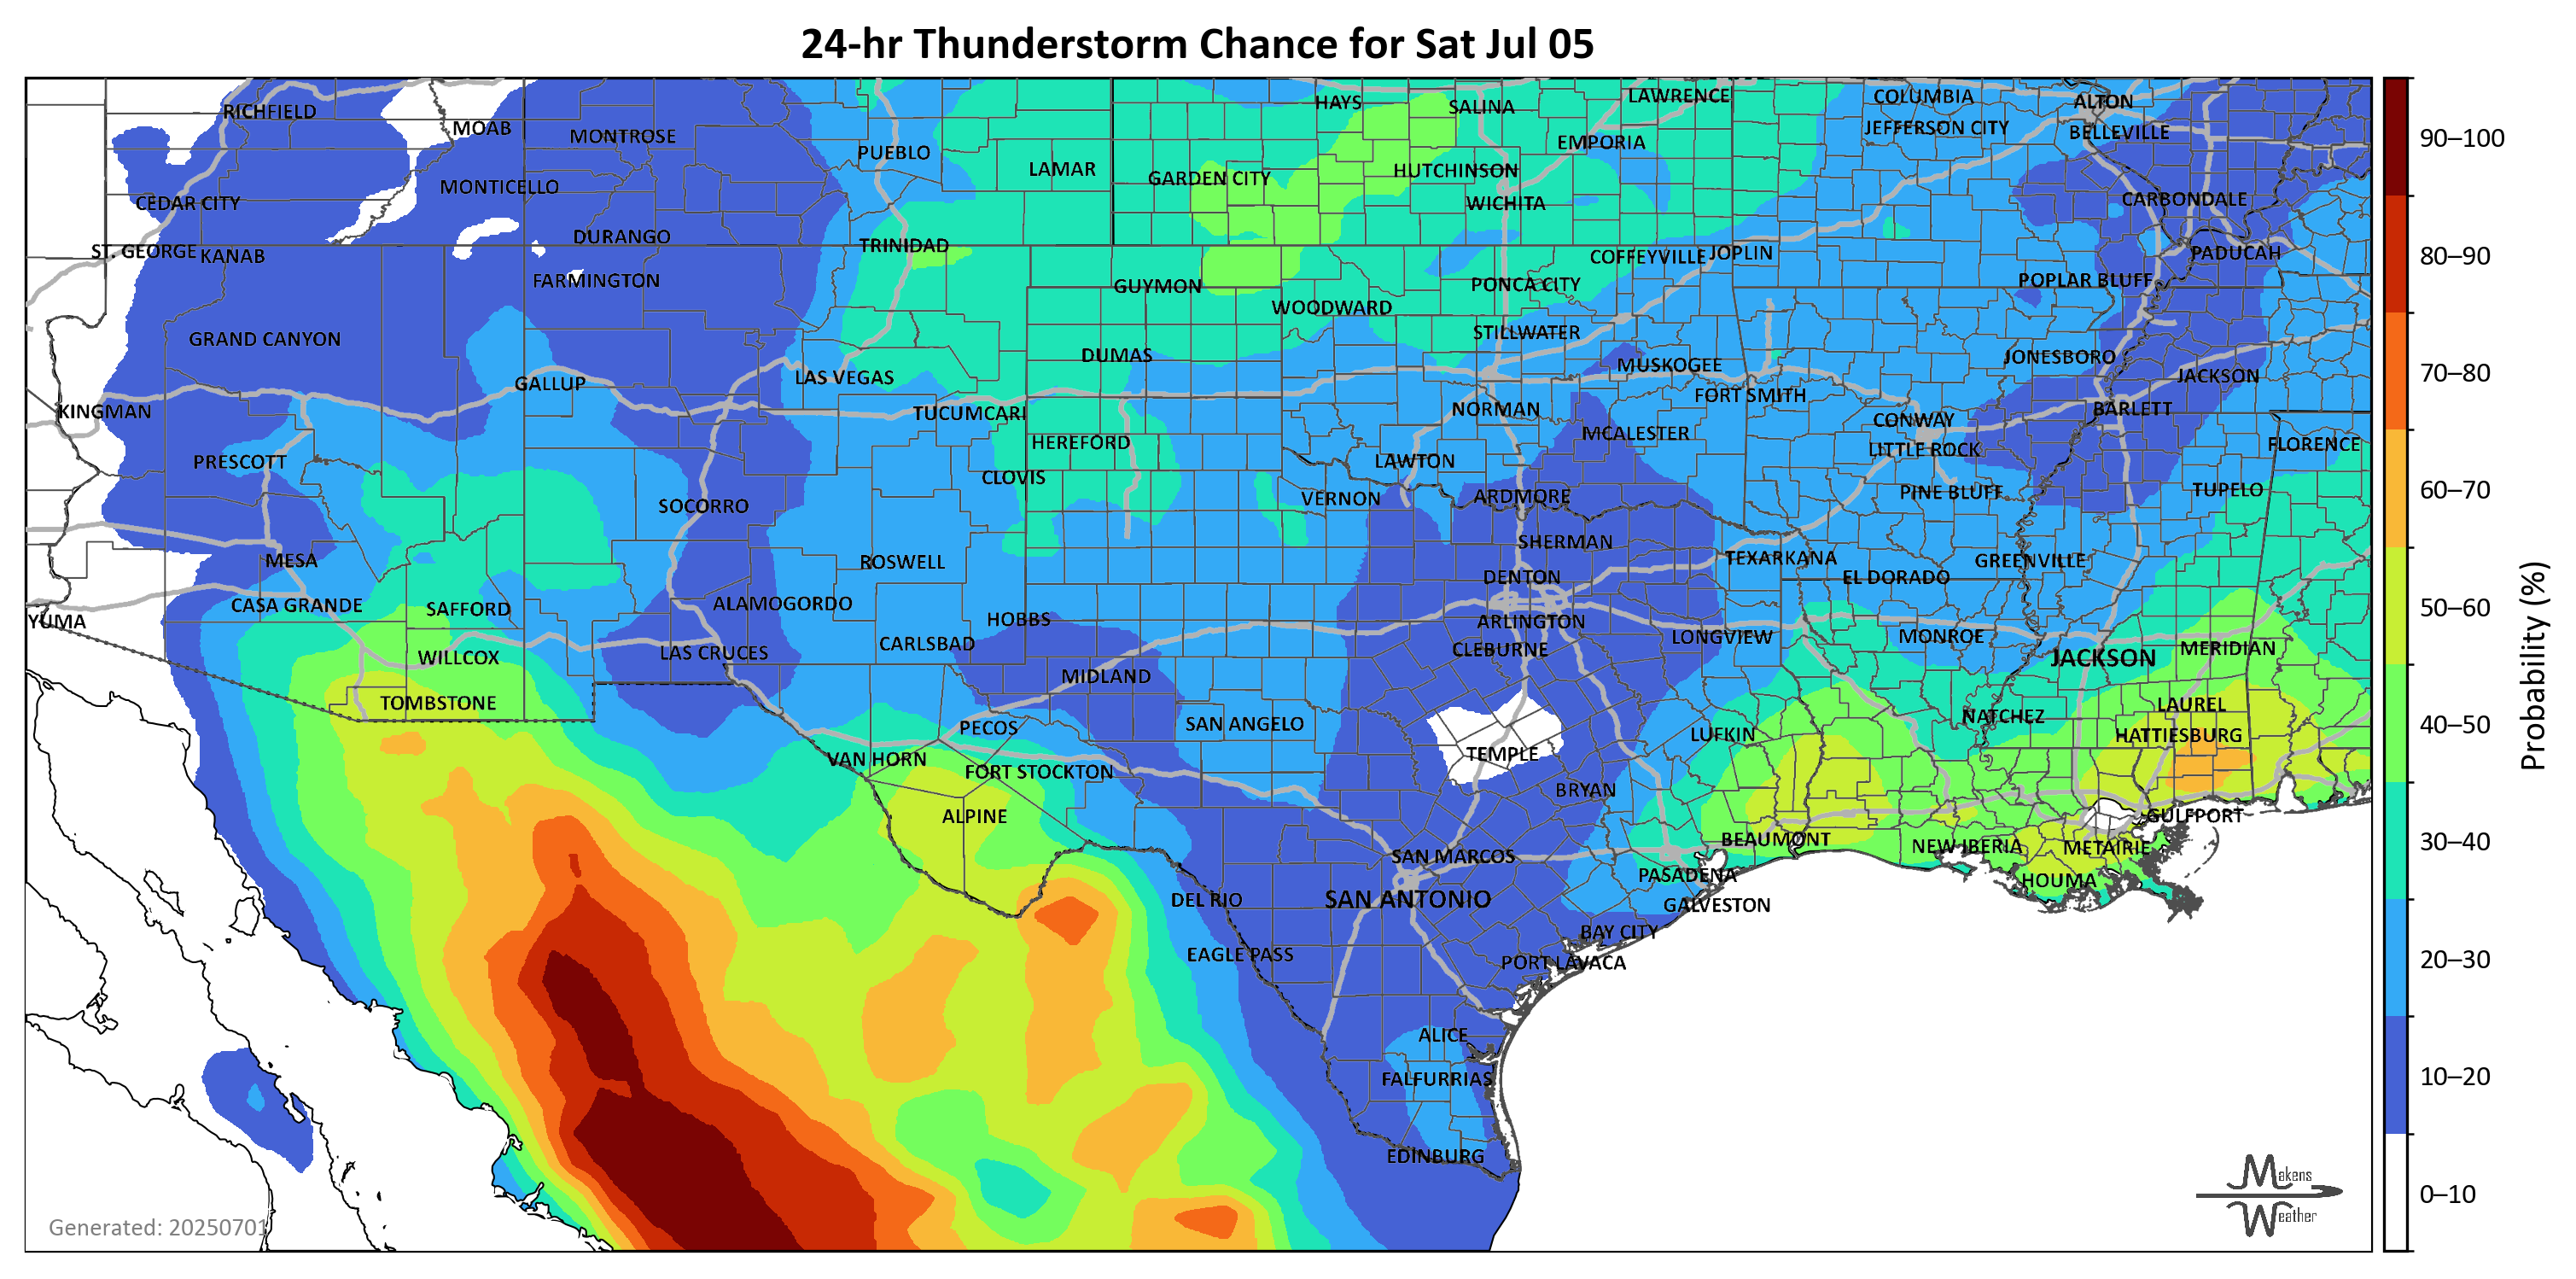 24-hr Thunderstorm Chance for Sat Jul 05
RICHFIELD
MOAB
MONTROSE
PUEBLO
LAMAR
HAYS
SALINA
LAWRENCE
COLUMBIA
ALTON
JEFFERSON CITY
BELLEVILLE
EMPORIA
GARDEN CITY
HUTCHINSON
MONTICELLO
CEDAR CITY
WICHITA
CARBONDALE
DURANGO
TRINIDAD
ST. GEORGE
KANAB
COFFEYVILLE
JOPLIN
PADUCAH
FARMINGTON
GUYMON
PONCA CITY
POPLAR BLUFF
WOODWARD
STILLWATER
GRAND CANYON
DUMAS
MUSKOGEE
JONESBORO
GALLUP
LAS VEGAS
JACKSON
FORT SMITH
KINGMAN
TUCUMCARI
NORMAN
BARLETT
CONWAY
HEREFORD
MCALESTER
LITTLE ROCK
FLORENCE
PRESCOTT
CLOVIS
LAWTON
VERNON
ARDMORE
PINE BLUFF
TUPELO
SOCORRO
SHERMAN
MESA
ROSWELL
TEXARKANA
GREENVILLE
DENTON
EL DORADO
CASA GRANDE
SAFFORD
ALAMOGORDO
HOBBS
ARLINGTON
YUMA
CARLSBAD
CLEBURNE
LONGVIEW
MONROE
MERIDIAN
WILLCOX
LAS CRUCES
JACKSON
MIDLAND
TOMBSTONE
PECOS
SAN ANGELO
LUFKIN
NATCHEZ
LAUREL
HATTIESBURG
VAN HORN
FORT STOCKTON
TEMPLE
BRYAN
ALPINE
GULFPORT
BEAUMONT
NEW IBERIA
METAIRIE
SAN MARCOS
PASADENA
HOUMA
DEL RIO
SAN ANTONIO
GALVESTON
BAY CITY
EAGLE PASS
PORT LAVACA
ALICE
FALFURRIAS
EDINBURG
Generated: 20250701
Makens
Weather
90–100
80–90
70–80
60–70
50–60
40–50
30–40
20–30
10–20
0–10
Probability (%)